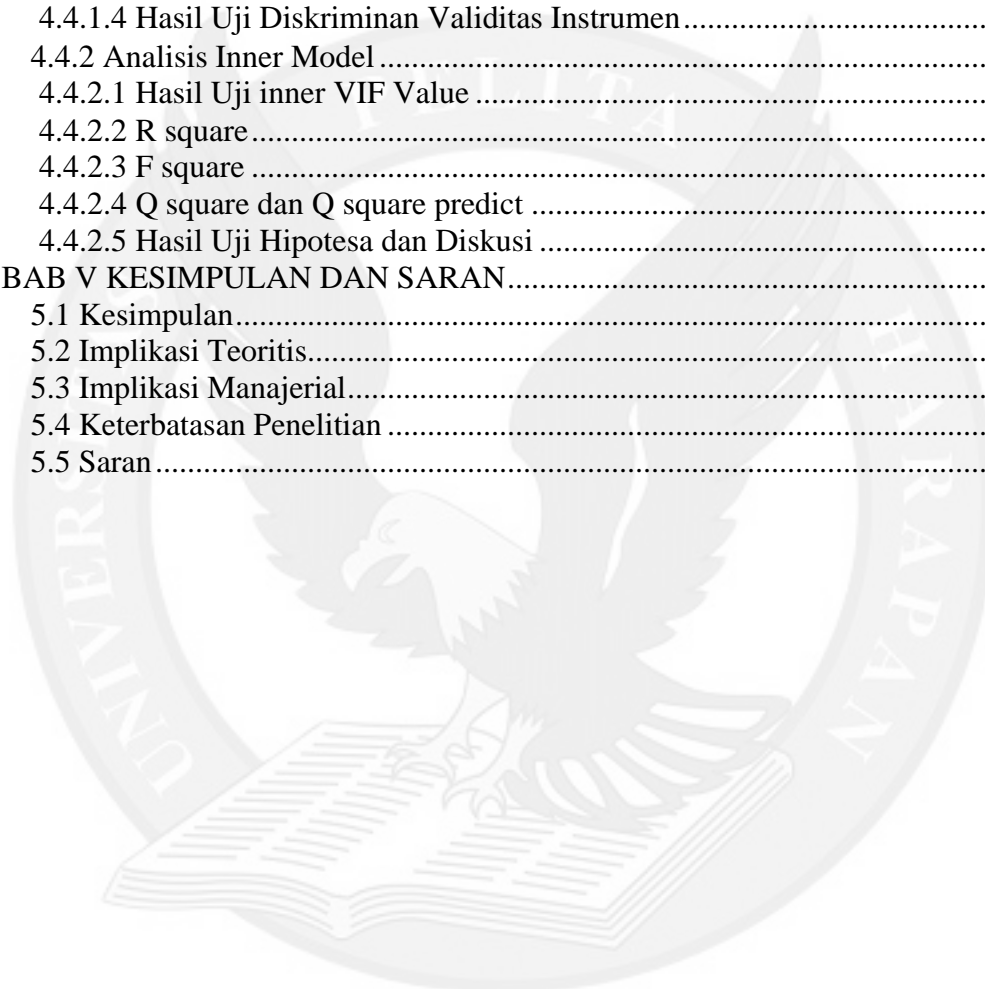 4.4.1.4 Hasil Uji Diskriminan Validitas Instrumen................................
4.4.2 Analisis Inner Model................................
4.4.2.1 Hasil Uji inner VIF Value................................
4.4.2.2 R square................................
4.4.2.3 F square................................
4.4.2.4 Q square dan Q square predict................................
4.4.2.5 Hasil Uji Hipotesa dan Diskusi................................
BAB V KESIMPULAN DAN SARAN................................
5.1 Kesimpulan................................
5.2 Implikasi Teoritis................................
5.3 Implikasi Manajerial................................
5.4 Keterbatasan Penelitian................................
5.5 Saran................................
UNIVERSITAS PELITA HARAPAN